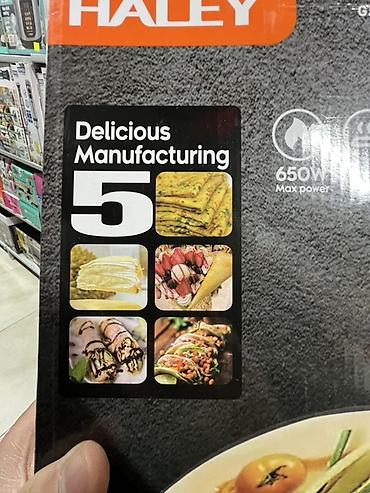 HALEY
Delicious
Manufacturing
5
650W
Max power